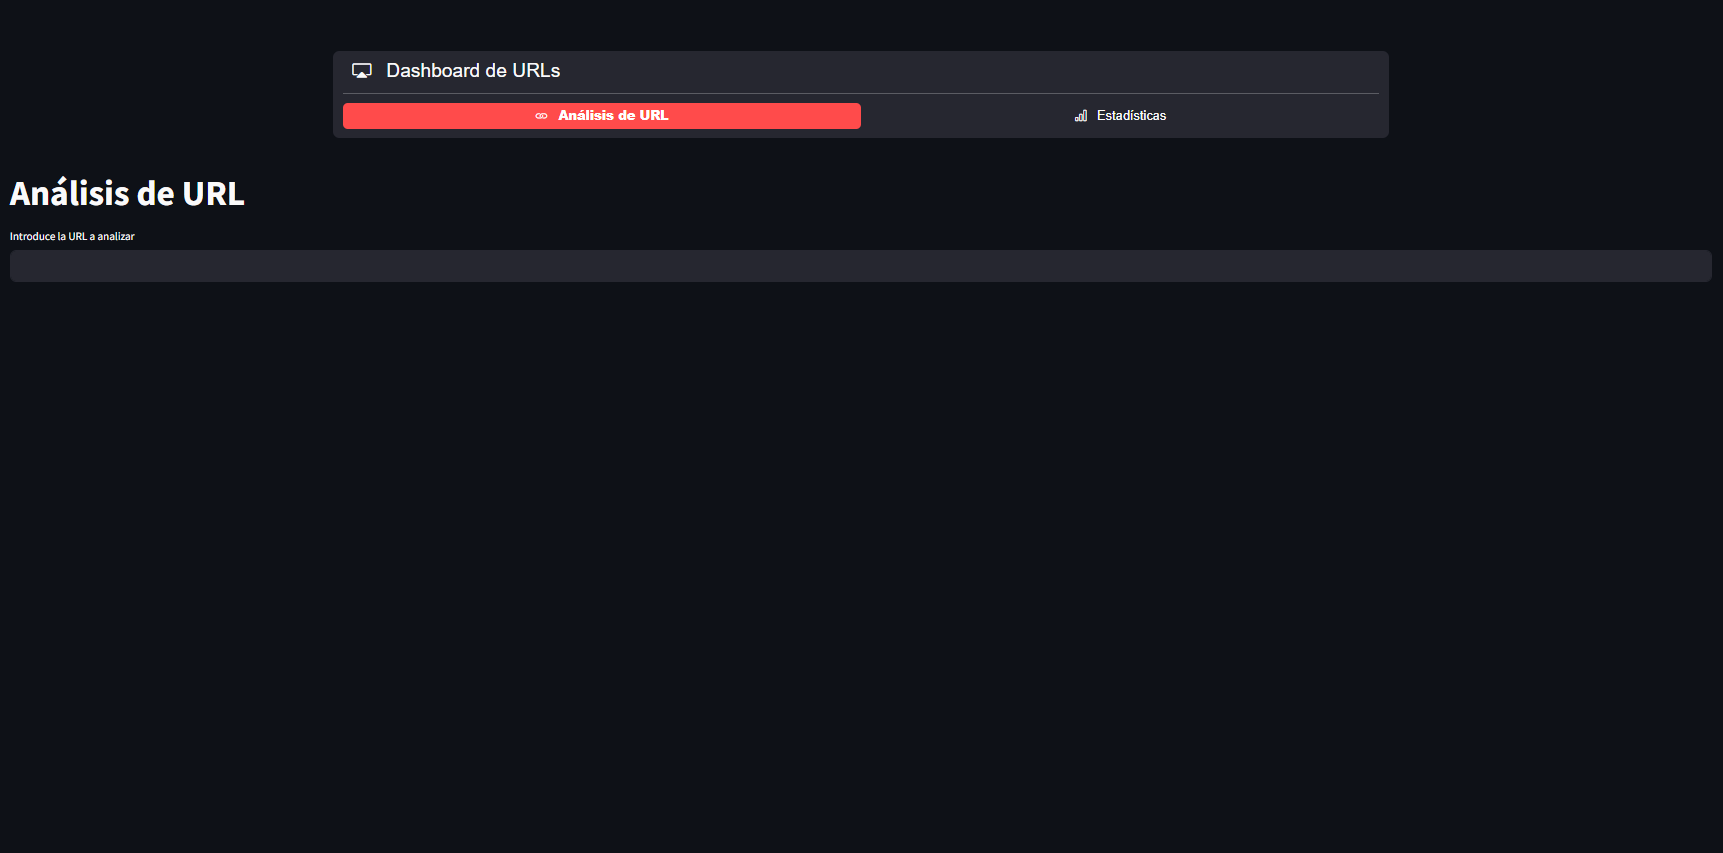 Dashboard de URLs
Análisis de URL
Estadísticas
Análisis de URL
Introduce la URL a analizar